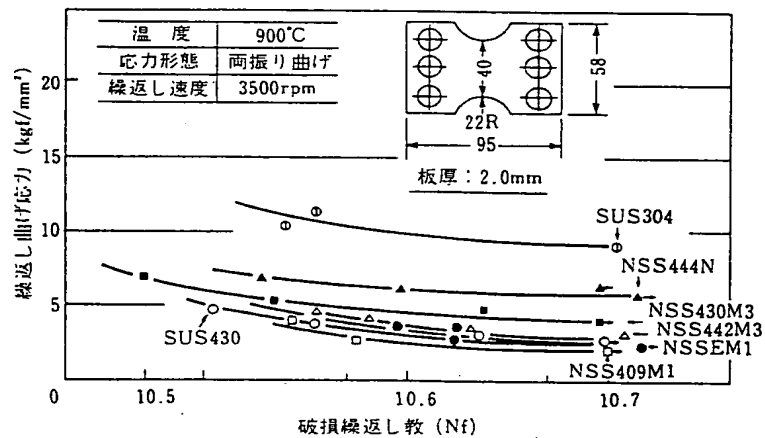 温 度 900℃
応力形態 両振り曲げ
繰返し速度 3500rpm
40
58
22R
95
板厚：2.0mm
繰返し曲げ応力 (kgf/mm²)
20
15
10
5
0
SUS304
NSS444N
NSS430M3
NSS442M3
NSSEM1
NSS409M1
SUS430
10.5
10.6
10.7
破損繰返し教 (Nf)